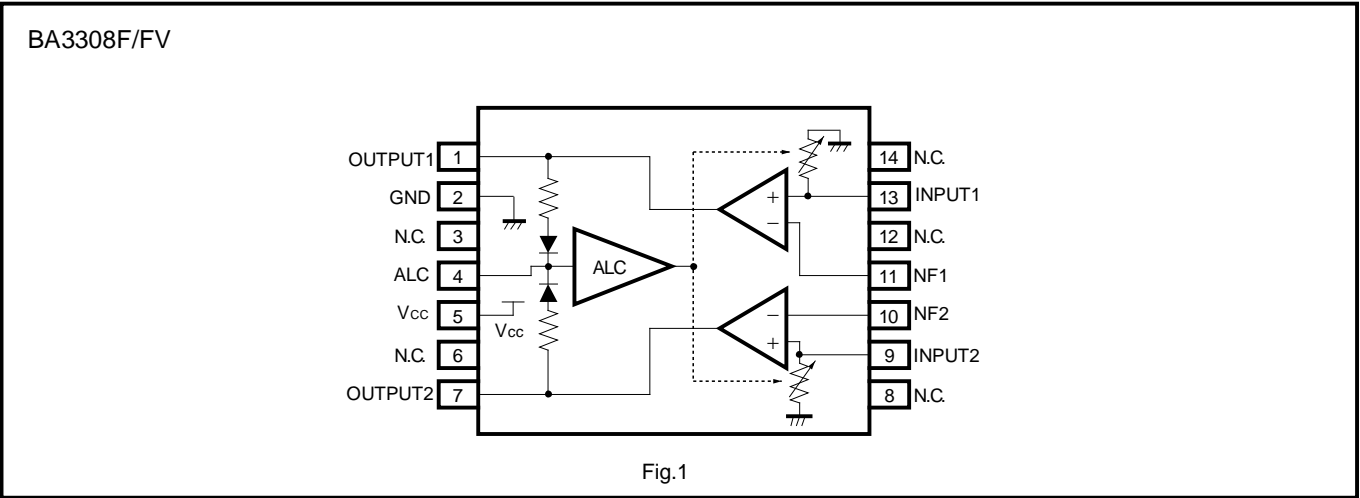 BA3308F/FV
OUTPUT1 1
GND 2
N.C. 3
ALC 4
Vcc 5
N.C. 6
OUTPUT2 7
Vcc
ALC
+
−
−
+
14 N.C.
13 INPUT1
12 N.C.
11 NF1
10 NF2
9 INPUT2
8 N.C.
Fig.1